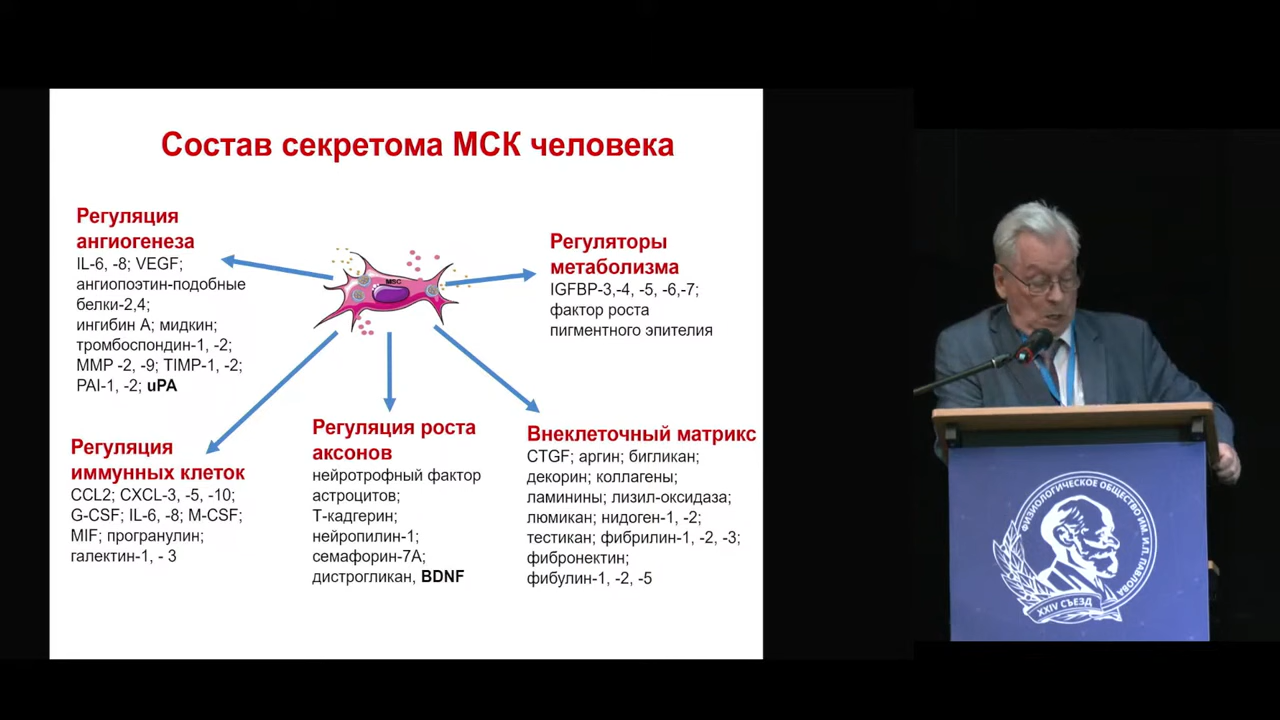 Состав секретома МСК человека
Регуляция
ангиогенеза
IL-6, -8; VEGF;
ангиопоэтин-подобные
белки-2,4;
ингибин А; мидкин;
тромбоспондин-1, -2;
MMP -2, -9; TIMP-1, -2;
PAI-1, -2; uPA
MSC
Регуляторы
метаболизма
IGFBP-3,-4, -5, -6,-7;
фактор роста
пигментного эпителия
Регуляция
иммунных клеток
CCL2; CXCL-3, -5, -10;
G-CSF; IL-6, -8; M-CSF;
MIF; програнулин;
галектин-1, - 3
Регуляция роста
аксонов
нейротрофный фактор
астроцитов;
Т-кадгерин;
нейропилин-1;
семафорин-7А;
дистрогликан, BDNF
Внеклеточный матрикс
CTGF; аргин; бигликан;
декорин; коллагены;
ламинины; лизил-оксидаза;
люмикан; нидоген-1, -2;
тестикан; фибрилин-1, -2, -3;
фибронектин;
фибулин-1, -2, -5
ФИЗИОЛОГИЧЕСКОЕ ОБЩЕСТВО ИМ. И.П. ПАВЛОВА
XXIV СЪЕЗД